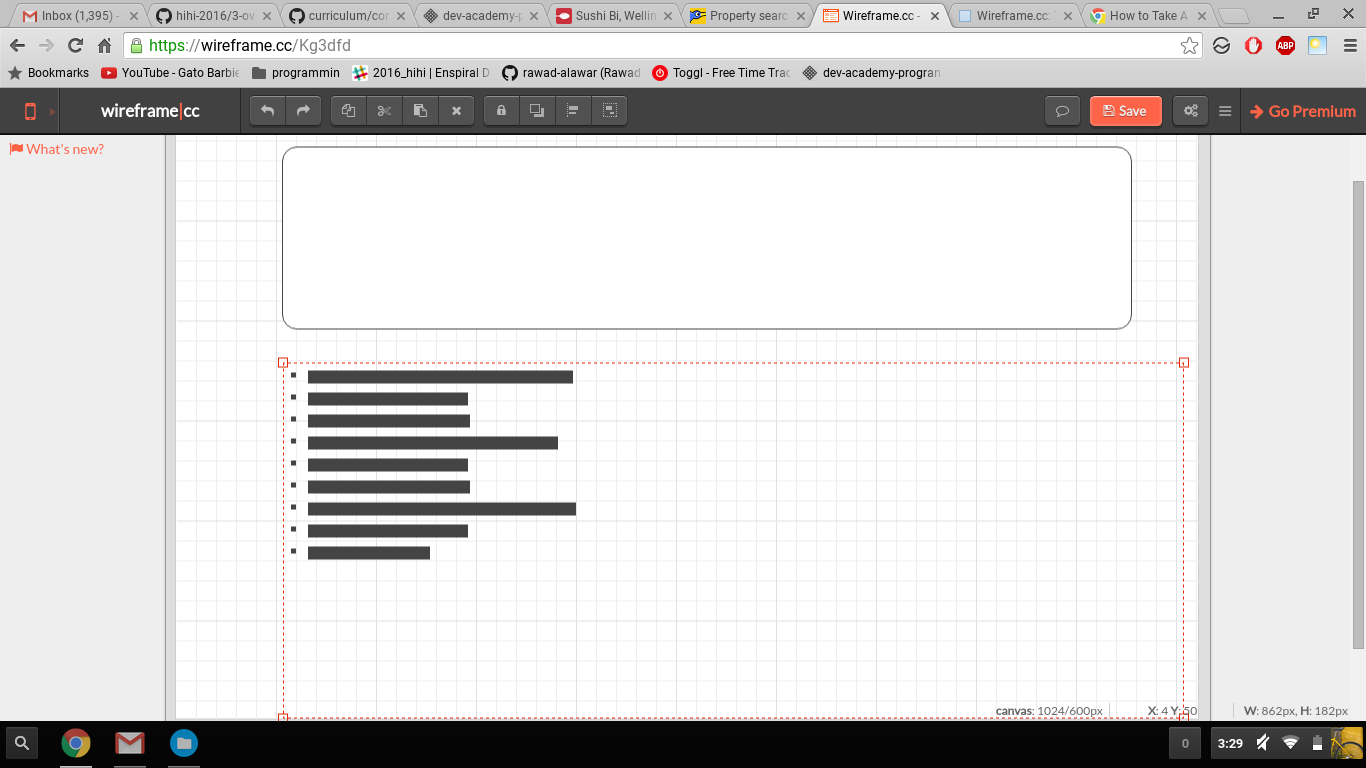 Inbox (1,395) -
hihi-2016/3-ov
curriculum/cor
dev-academy-p
Sushi Bi, Wellin
Property searc
Wireframe.cc -
Wireframe.cc:
How to Take A
https://wireframe.cc/Kg3dfd
ABP
Bookmarks
YouTube - Gato Barbie
programmin
2016_hihi | Enspiral D
rawad-alawar (Rawad
Toggl - Free Time Trac
dev-academy-progran
wireframe|cc
Save
Go Premium
What's new?
canvas: 1024/600px
X: 4 Y: 50
W: 862px, H: 182px
0
3:29